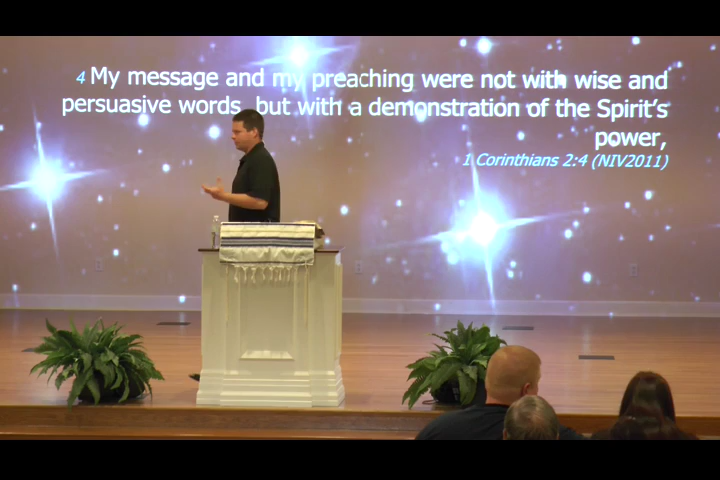 4 My message and my preaching were not with wise and
persuasive words, but with a demonstration of the Spirit's
power,
1 Corinthians 2:4 (NIV2011)